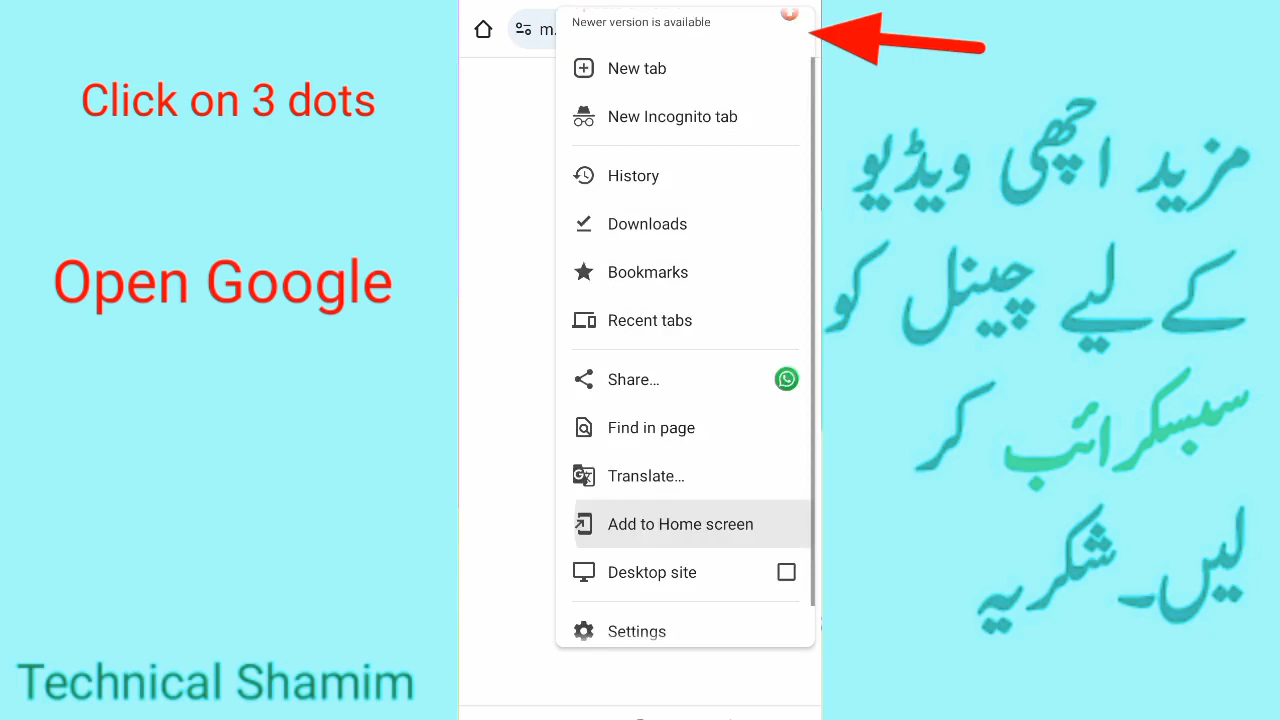 Click on 3 dots
Open Google
Technical Shamim
m.
Newer version is available
New tab
New Incognito tab
History
Downloads
Bookmarks
Recent tabs
Share...
Find in page
Translate...
Add to Home screen
Desktop site
Settings
مزید اچھی ویڈیو
کے لیے چینل کو
سبسکرائب کر
لیں۔ شکریہ